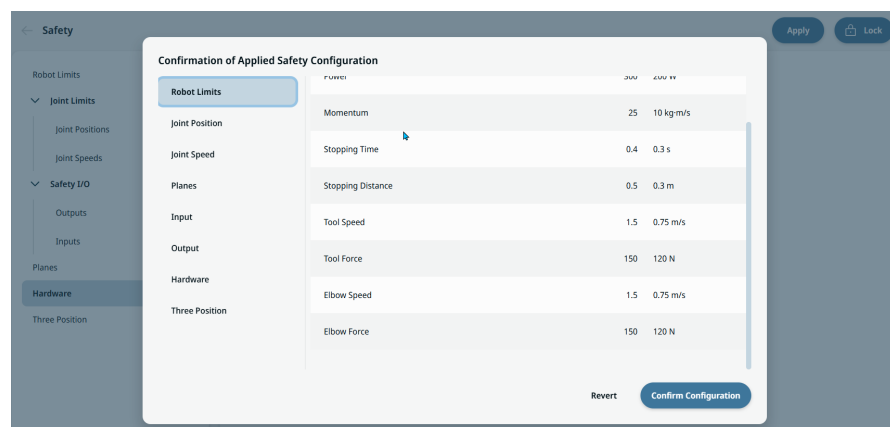 Safety
Apply
Lock
Robot Limits
Joint Limits
Joint Positions
Joint Speeds
Safety I/O
Outputs
Inputs
Planes
Hardware
Three Position
Confirmation of Applied Safety Configuration
Robot Limits
Joint Position
Joint Speed
Planes
Input
Output
Hardware
Three Position
Power 300 200 W
Momentum 25 10 kg·m/s
Stopping Time 0.4 0.3 s
Stopping Distance 0.5 0.3 m
Tool Speed 1.5 0.75 m/s
Tool Force 150 120 N
Elbow Speed 1.5 0.75 m/s
Elbow Force 150 120 N
Revert
Confirm Configuration